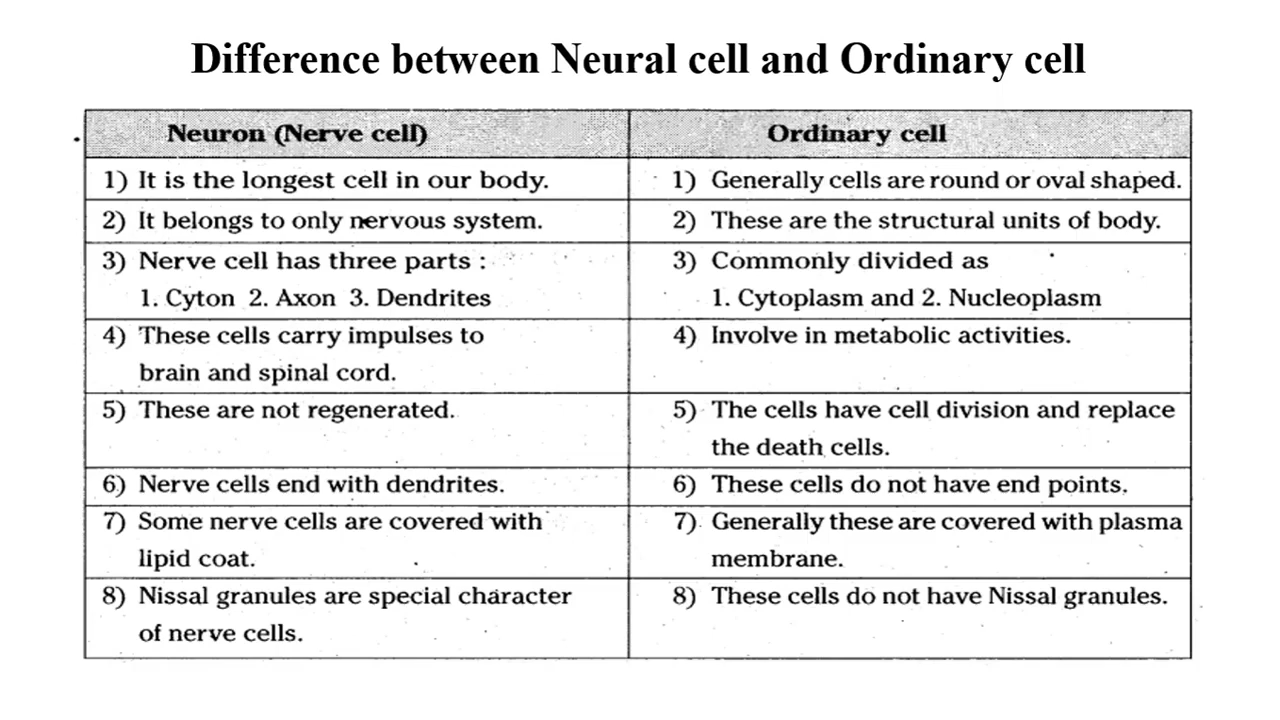 Difference between Neural cell and Ordinary cell
Neuron (Nerve cell)
Ordinary cell
1) It is the longest cell in our body.
1) Generally cells are round or oval shaped.
2) It belongs to only nervous system.
2) These are the structural units of body.
3) Nerve cell has three parts :
1. Cyton 2. Axon 3. Dendrites
3) Commonly divided as
1. Cytoplasm and 2. Nucleoplasm
4) These cells carry impulses to
brain and spinal cord.
4) Involve in metabolic activities.
5) These are not regenerated.
5) The cells have cell division and replace
the death cells.
6) Nerve cells end with dendrites.
6) These cells do not have end points.
7) Some nerve cells are covered with
lipid coat.
7) Generally these are covered with plasma
membrane.
8) Nissal granules are special character
of nerve cells.
8) These cells do not have Nissal granules.